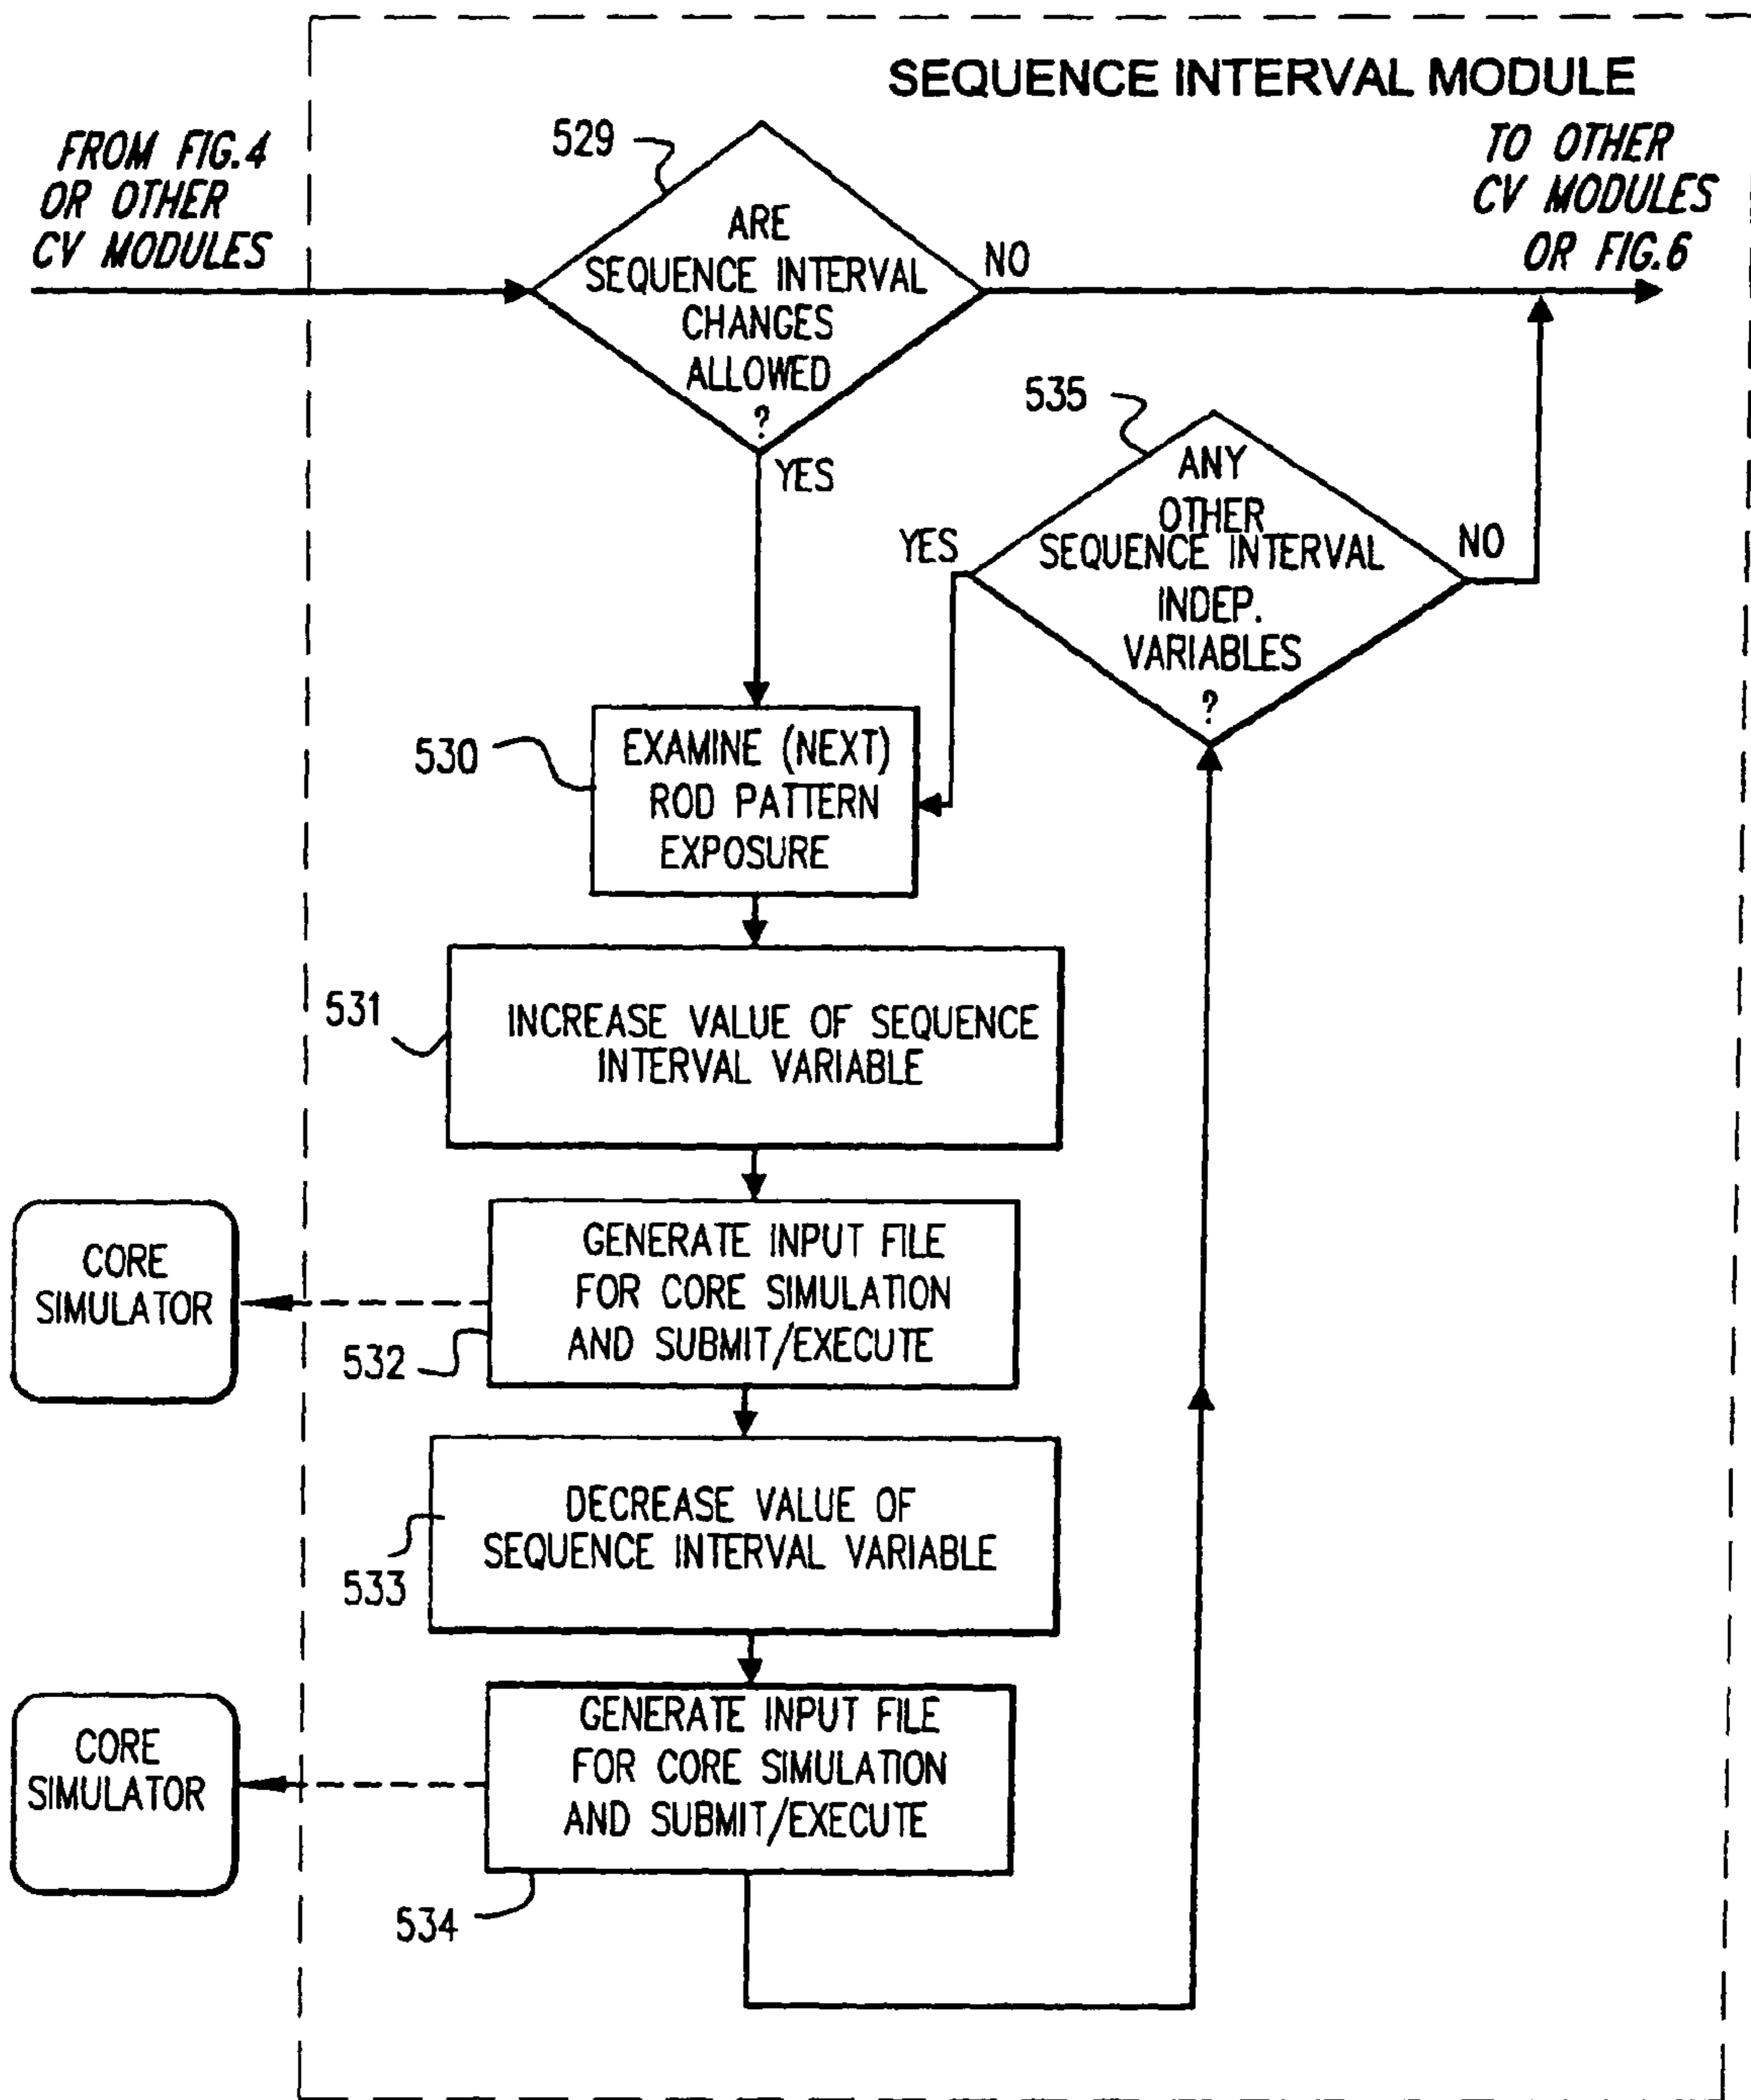 SEQUENCE INTERVAL MODULE
FROM FIG.4
OR OTHER
CV MODULES
529
ARE
SEQUENCE INTERVAL
CHANGES
ALLOWED
?
NO
YES
TO OTHER
CV MODULES
OR FIG.6
535
ANY
OTHER
SEQUENCE INTERVAL
INDEP.
VARIABLES
?
YES
NO
530
EXAMINE (NEXT)
ROD PATTERN
EXPOSURE
531
INCREASE VALUE OF SEQUENCE
INTERVAL VARIABLE
CORE
SIMULATOR
GENERATE INPUT FILE
FOR CORE SIMULATION
AND SUBMIT/EXECUTE
532
DECREASE VALUE OF
SEQUENCE INTERVAL VARIABLE
533
CORE
SIMULATOR
GENERATE INPUT FILE
FOR CORE SIMULATION
AND SUBMIT/EXECUTE
534